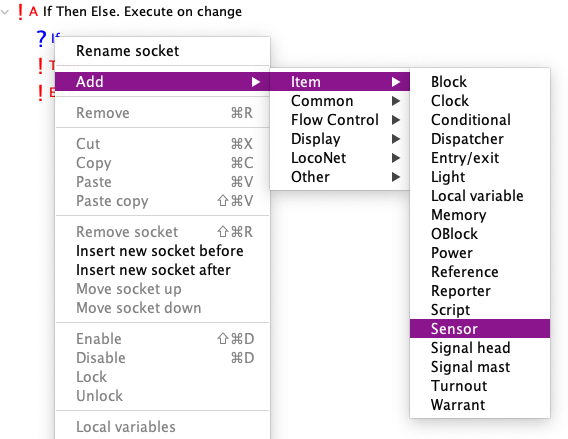 ! A If Then Else. Execute on change
? If
! T
! E
Rename socket
Add
Remove ⌘R
Cut ⌘X
Copy ⌘C
Paste ⌘V
Paste copy ⇧⌘V
Remove socket ⇧⌘R
Insert new socket before
Insert new socket after
Move socket up
Move socket down
Enable ⇧⌘D
Disable ⌘D
Lock
Unlock
Local variables
Item
Common
Flow Control
Display
LocoNet
Other
Block
Clock
Conditional
Dispatcher
Entry/exit
Light
Local variable
Memory
OBlock
Power
Reference
Reporter
Script
Sensor
Signal head
Signal mast
Turnout
Warrant